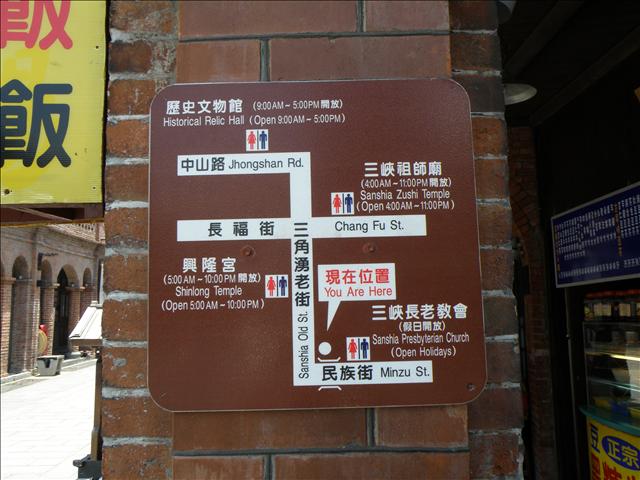 飯
飯
歷史文物館 (9:00AM~5:00PM開放)
Historical Relic Hall (Open 9:00AM~5:00PM)
中山路 Jhongshan Rd.
三峽祖師廟
(4:00AM~11:00PM開放)
Sanshia Zushi Temple
(Open 4:00AM~11:00PM)
長福街 Chang Fu St.
三角湧老街
Sanshia Old St.
興隆宮
(5:00AM~10:00PM開放)
Shinlong Temple
(Open 5:00AM~10:00PM)
現在位置
You Are Here
三峽長老教會
(假日開放)
Sanshia Presbyterian Church
(Open Holidays)
民族街 Minzu St.
正宗
豆